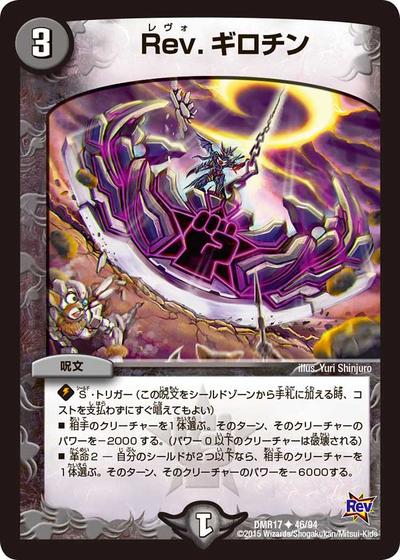 3
レヴォ
Rev. ギロチン
illus. Yuri Shinjuro
呪文
S・トリガー（この呪文をシールドゾーンから手札に加える時、コ
ストを支払わずにすぐ唱えてもよい）
■ 相手のクリーチャーを1体選ぶ。そのターン、そのクリーチャーの
パワーを－2000する。（パワー0以下のクリーチャーは破壊される）
■ 革命2 ― 自分のシールドが2つ以下なら、相手のクリーチャーを
1体選ぶ。そのターン、そのクリーチャーのパワーを－6000する。
Rev
DMR17 ◆ 46/94
©2015 Wizards/Shogakukan/Mitsui-Kids